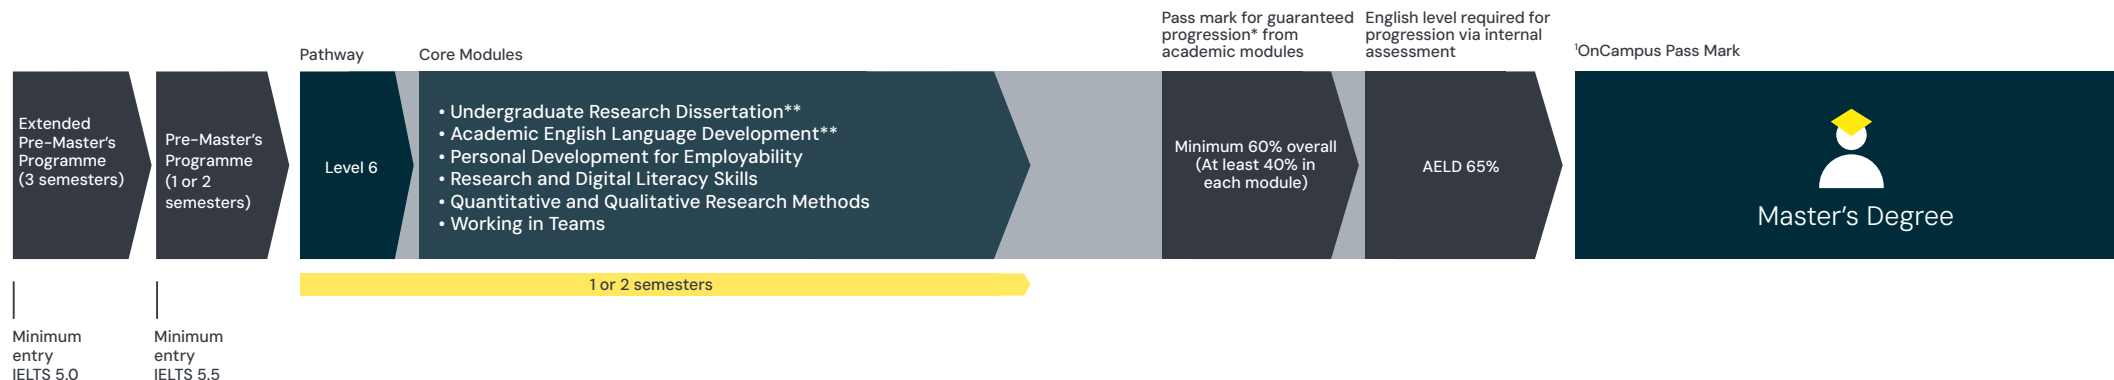 Pathway
Core Modules
Pass mark for guaranteed
progression* from
academic modules
English level required for
progression via internal
assessment
¹OnCampus Pass Mark
Extended
Pre-Master's
Programme
(3 semesters)
Pre-Master's
Programme
(1 or 2
semesters)
Level 6
• Undergraduate Research Dissertation**
• Academic English Language Development**
• Personal Development for Employability
• Research and Digital Literacy Skills
• Quantitative and Qualitative Research Methods
• Working in Teams
Minimum 60% overall
(At least 40% in
each module)
AELD 65%
Master's Degree
1 or 2 semesters
Minimum
entry
IELTS 5.0
Minimum
entry
IELTS 5.5